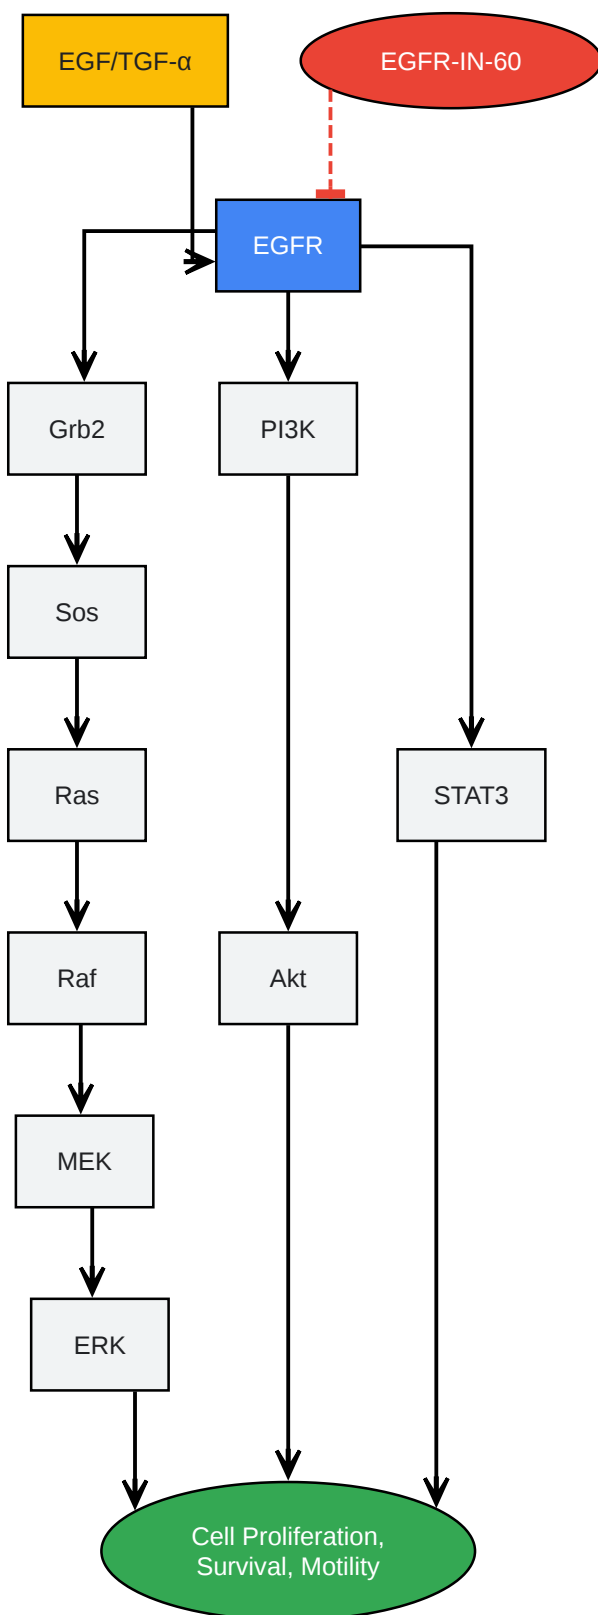 EGF/TGF-α
EGFR-IN-60
EGFR
Grb2
PI3K
Sos
Ras
STAT3
Raf
Akt
MEK
ERK
Cell Proliferation,
Survival, Motility